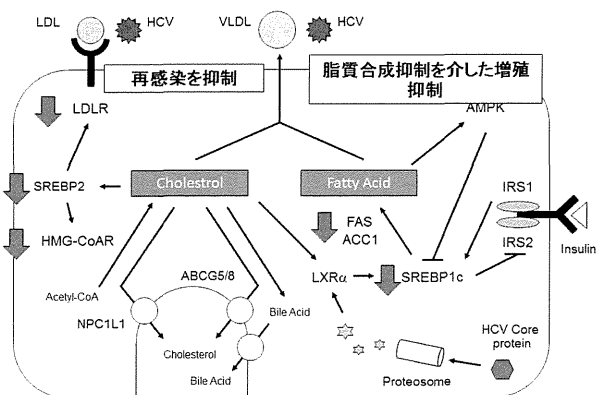 LDL
HCV
VLDL
HCV
再感染を抑制
脂質合成抑制を介した増殖
抑制
LDLR
AMPK
SREBP2
Cholestrol
Fatty Acid
IRS1
HMG-CoAR
FAS
ACC1
IRS2
Insulin
ABCG5/8
LXRα
SREBP1c
Acetyl-CoA
NPC1L1
Bile Acid
Cholesterol
HCV Core
protein
Bile Acid
Proteosome